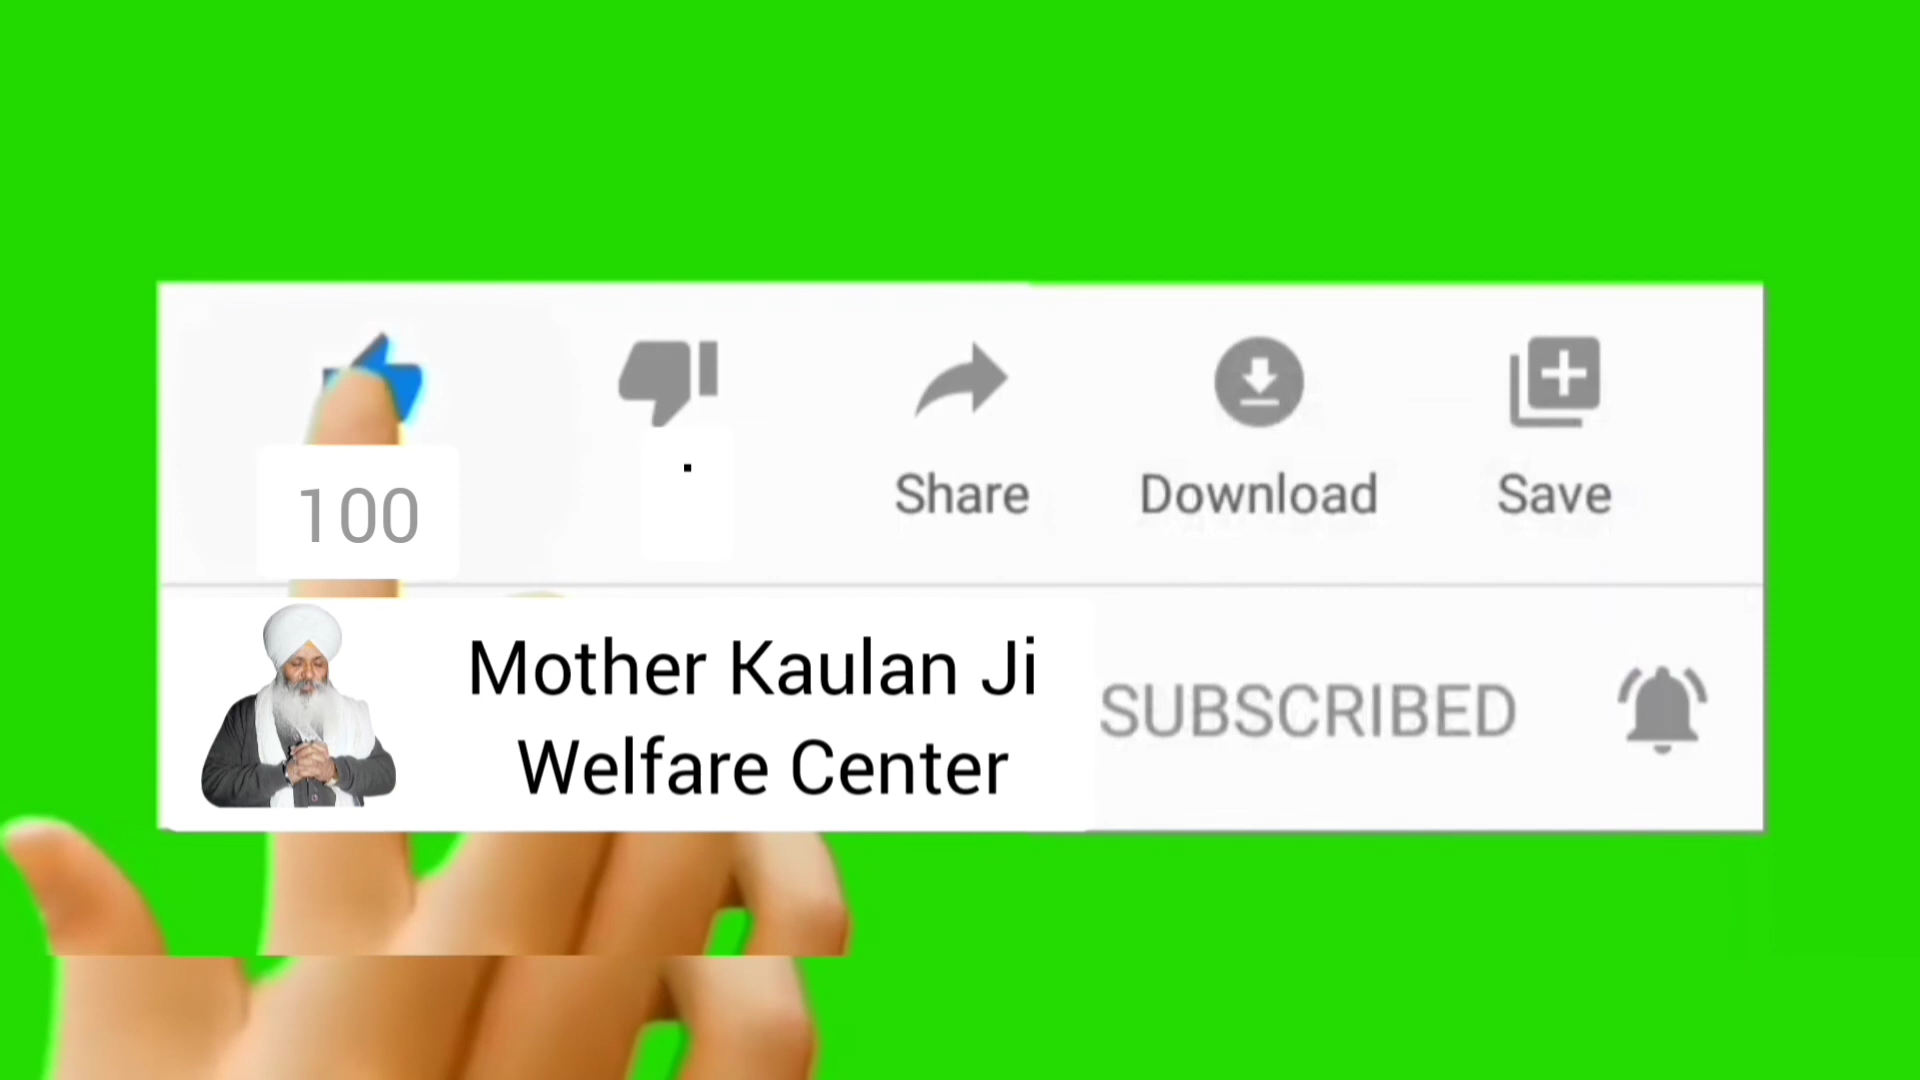 100
Share
Download
Save
Mother Kaulan Ji
Welfare Center
SUBSCRIBED